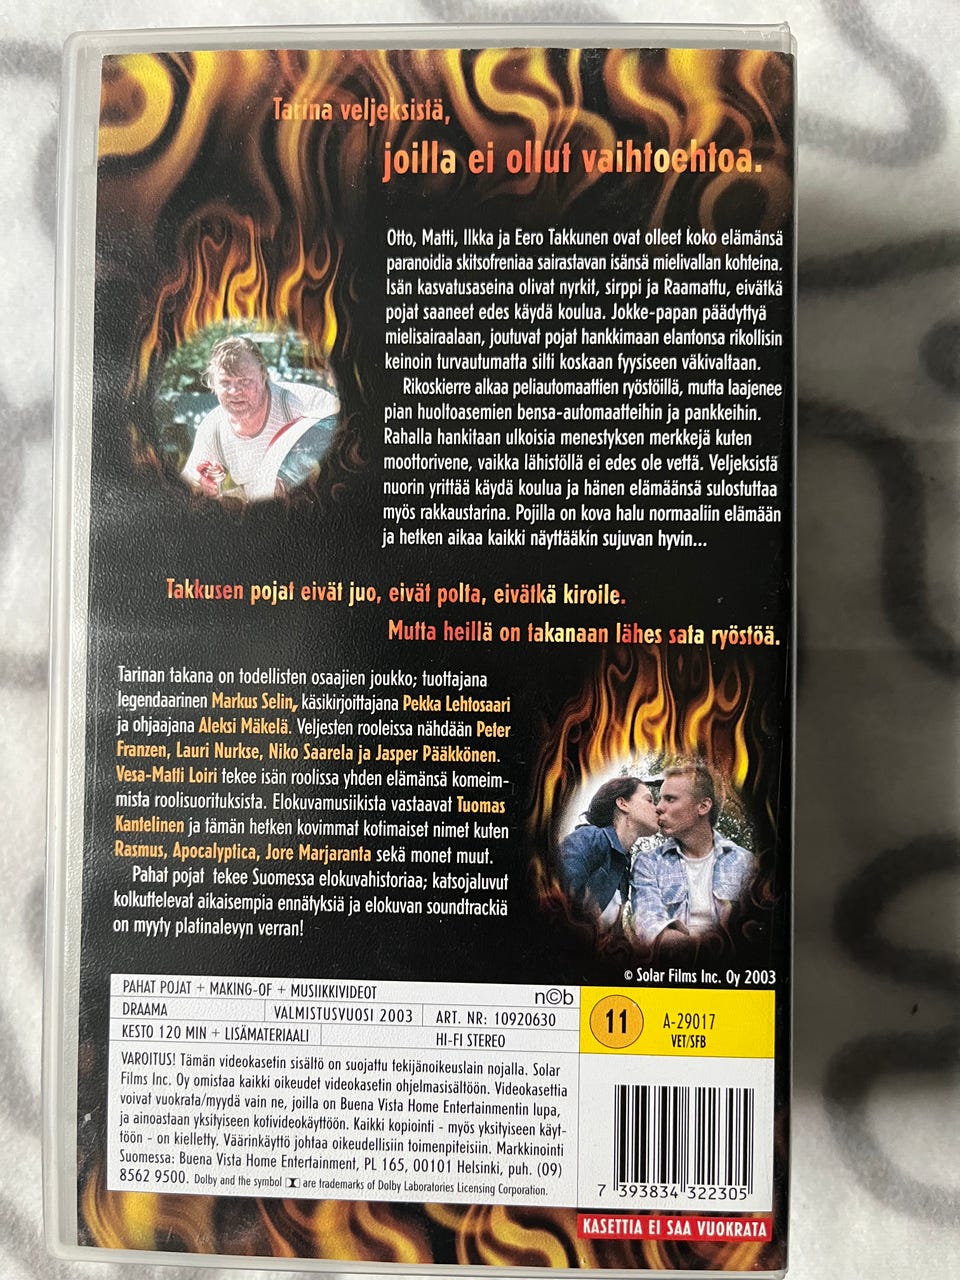 Tarina veljeksistä,
joilla ei ollut vaihtoehtoa.
Otto, Matti, Ilkka ja Eero Takkunen ovat olleet koko elämänsä
paranoidia skitsofreniaa sairastavan isänsä mielivallan kohteina.
Isän kasvatusaseina olivat nyrkit, sirppi ja Raamattu, eivätkä
pojat saaneet edes käydä koulua. Jokke-papan päädyttyä
mielisairaalaan, joutuvat pojat hankkimaan elantonsa rikollisin
keinoin turvautumatta silti koskaan fyysiseen väkivaltaan.
Rikoskierre alkaa peliautomaattien ryöstöillä, mutta laajenee
pian huoltoasemien bensa-automaatteihin ja pankkeihin.
Rahalla hankitaan ulkoisia menestyksen merkkejä kuten
moottorivene, vaikka lähistöllä ei edes ole vettä. Veljeksistä
nuorin yrittää käydä koulua ja hänen elämäänsä sulostuttaa
myös rakkaustarina. Pojilla on kova halu normaaliin elämään
ja hetken aikaa kaikki näyttääkin sujuvan hyvin...
Takkusen pojat eivät juo, eivät polta, eivätkä kiroile.
Mutta heillä on takanaan lähes sata ryöstöä.
Tarinan takana on todellisten osaajien joukko; tuottajana
legendaarinen Markus Selin, käsikirjoittajana Pekka Lehtosaari
ja ohjaajana Aleksi Mäkelä. Veljesten rooleissa nähdään Peter
Franzen, Lauri Nurkse, Niko Saarela ja Jasper Pääkkönen.
Vesa-Matti Loiri tekee isän roolissa yhden elämänsä komeim-
mista roolisuorituksista. Elokuvamusiikista vastaavat Tuomas
Kantelinen ja tämän hetken kovimmat kotimaiset nimet kuten
Rasmus, Apocalyptica, Jore Marjaranta sekä monet muut.
Pahat pojat tekee Suomessa elokuvahistoriaa; katsojaluvut
kolkuttelevat aikaisempia ennätyksiä ja elokuvan soundtrackiä
on myyty platinalevyn verran!
© Solar Films Inc. Oy 2003
PAHAT POJAT + MAKING-OF + MUSIIKKIVIDEOT
n©b
DRAAMA
VALMISTUSVUOSI 2003
ART. NR: 10920630
KESTO 120 MIN + LISÄMATERIAALI
HI-FI STEREO
11
A-29017
VET/SFB
VAROITUS! Tämän videokasetin sisältö on suojattu tekijänoikeuslain nojalla. Solar
Films Inc. Oy omistaa kaikki oikeudet videokasetin ohjelmasisältöön. Videokasettia
voivat vuokrata/myydä vain ne, joilla on Buena Vista Home Entertainmentin lupa,
ja ainoastaan yksityiseen kotivideokäyttöön. Kaikki kopiointi - myös yksityiseen käyt-
töön - on kielletty. Väärinkäyttö johtaa oikeudellisiin toimenpiteisiin. Markkinointi
Suomessa: Buena Vista Home Entertainment, PL 165, 00101 Helsinki, puh. (09)
8562 9500. Dolby and the symbol are trademarks of Dolby Laboratories Licensing Corporation.
7 393834 322305
KASETTIA EI SAA VUOKRATA